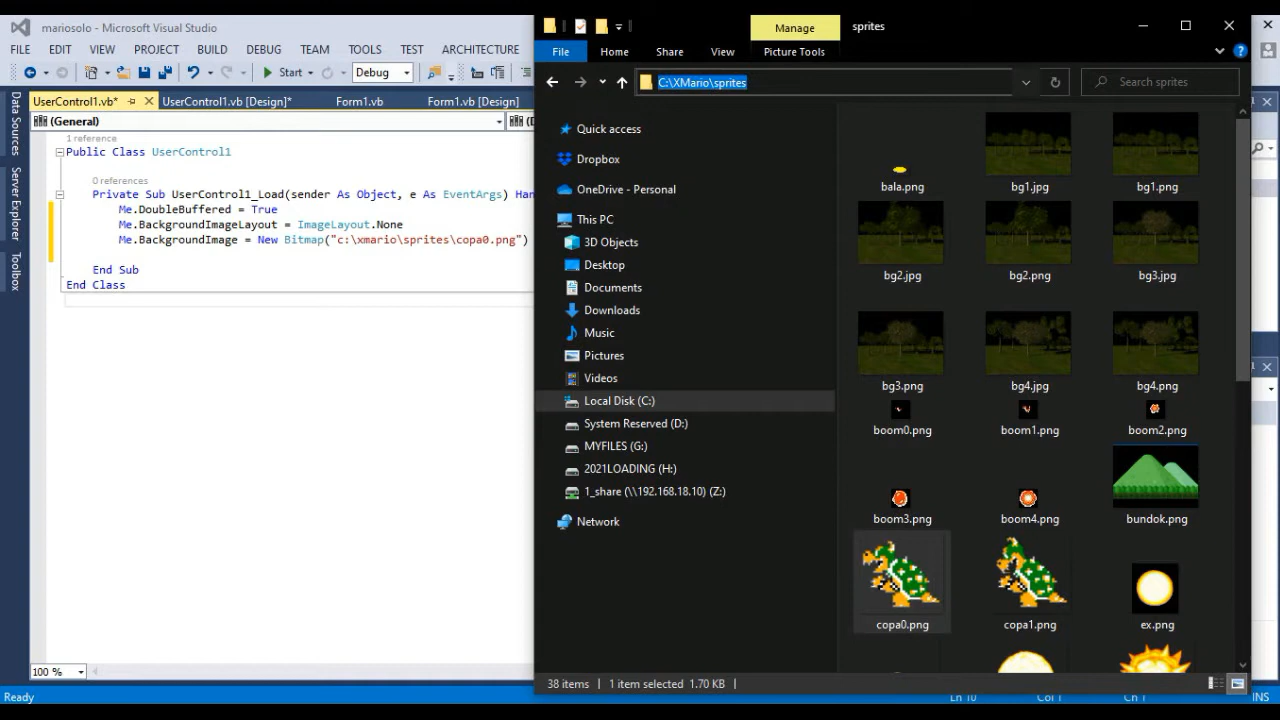 mariosolo - Microsoft Visual Studio
FILE EDIT VIEW PROJECT BUILD DEBUG TEAM TOOLS TEST ARCHITECTURE
Start Debug
UserControl1.vb* UserControl1.vb [Design]* Form1.vb Form1.vb [Design]
(General)
1 reference
Public Class UserControl1
0 references
Private Sub UserControl1_Load(sender As Object, e As EventArgs) Han
Me.DoubleBuffered = True
Me.BackgroundImageLayout = ImageLayout.None
Me.BackgroundImage = New Bitmap("c:\xmario\sprites\copa0.png")
End Sub
End Class
Data Sources
Server Explorer
Toolbox
100 %
Ready
Manage
sprites
File Home Share View Picture Tools
C:\XMario\sprites
Search sprites
Quick access
Dropbox
OneDrive - Personal
This PC
3D Objects
Desktop
Documents
Downloads
Music
Pictures
Videos
Local Disk (C:)
System Reserved (D:)
MYFILES (G:)
2021LOADING (H:)
1_share (\\192.168.18.10) (Z:)
Network
bala.png bg1.jpg bg1.png
bg2.jpg bg2.png bg3.jpg
bg3.png bg4.jpg bg4.png
boom0.png boom1.png boom2.png
boom3.png boom4.png bundok.png
copa0.png copa1.png ex.png
38 items 1 item selected 1.70 KB
Ln 10 Col 1 Ch 1 INS